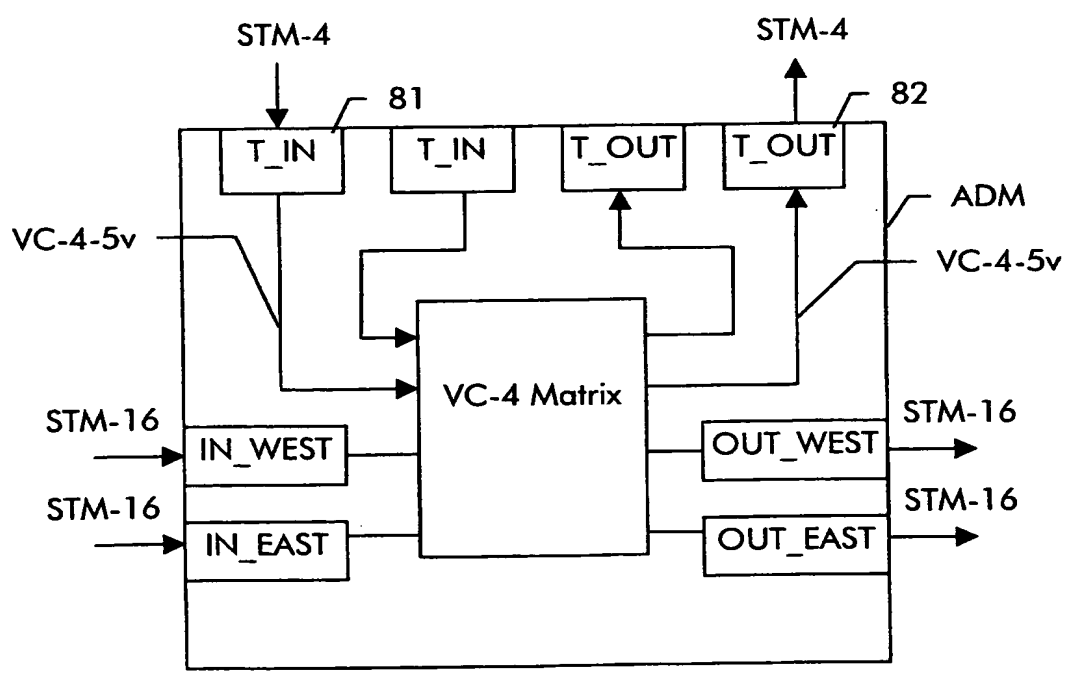 STM-4
STM-4
81
82
T_IN
T_IN
T_OUT
T_OUT
ADM
VC-4-5v
VC-4-5v
VC-4 Matrix
STM-16
IN_WEST
OUT_WEST
STM-16
STM-16
IN_EAST
OUT_EAST
STM-16